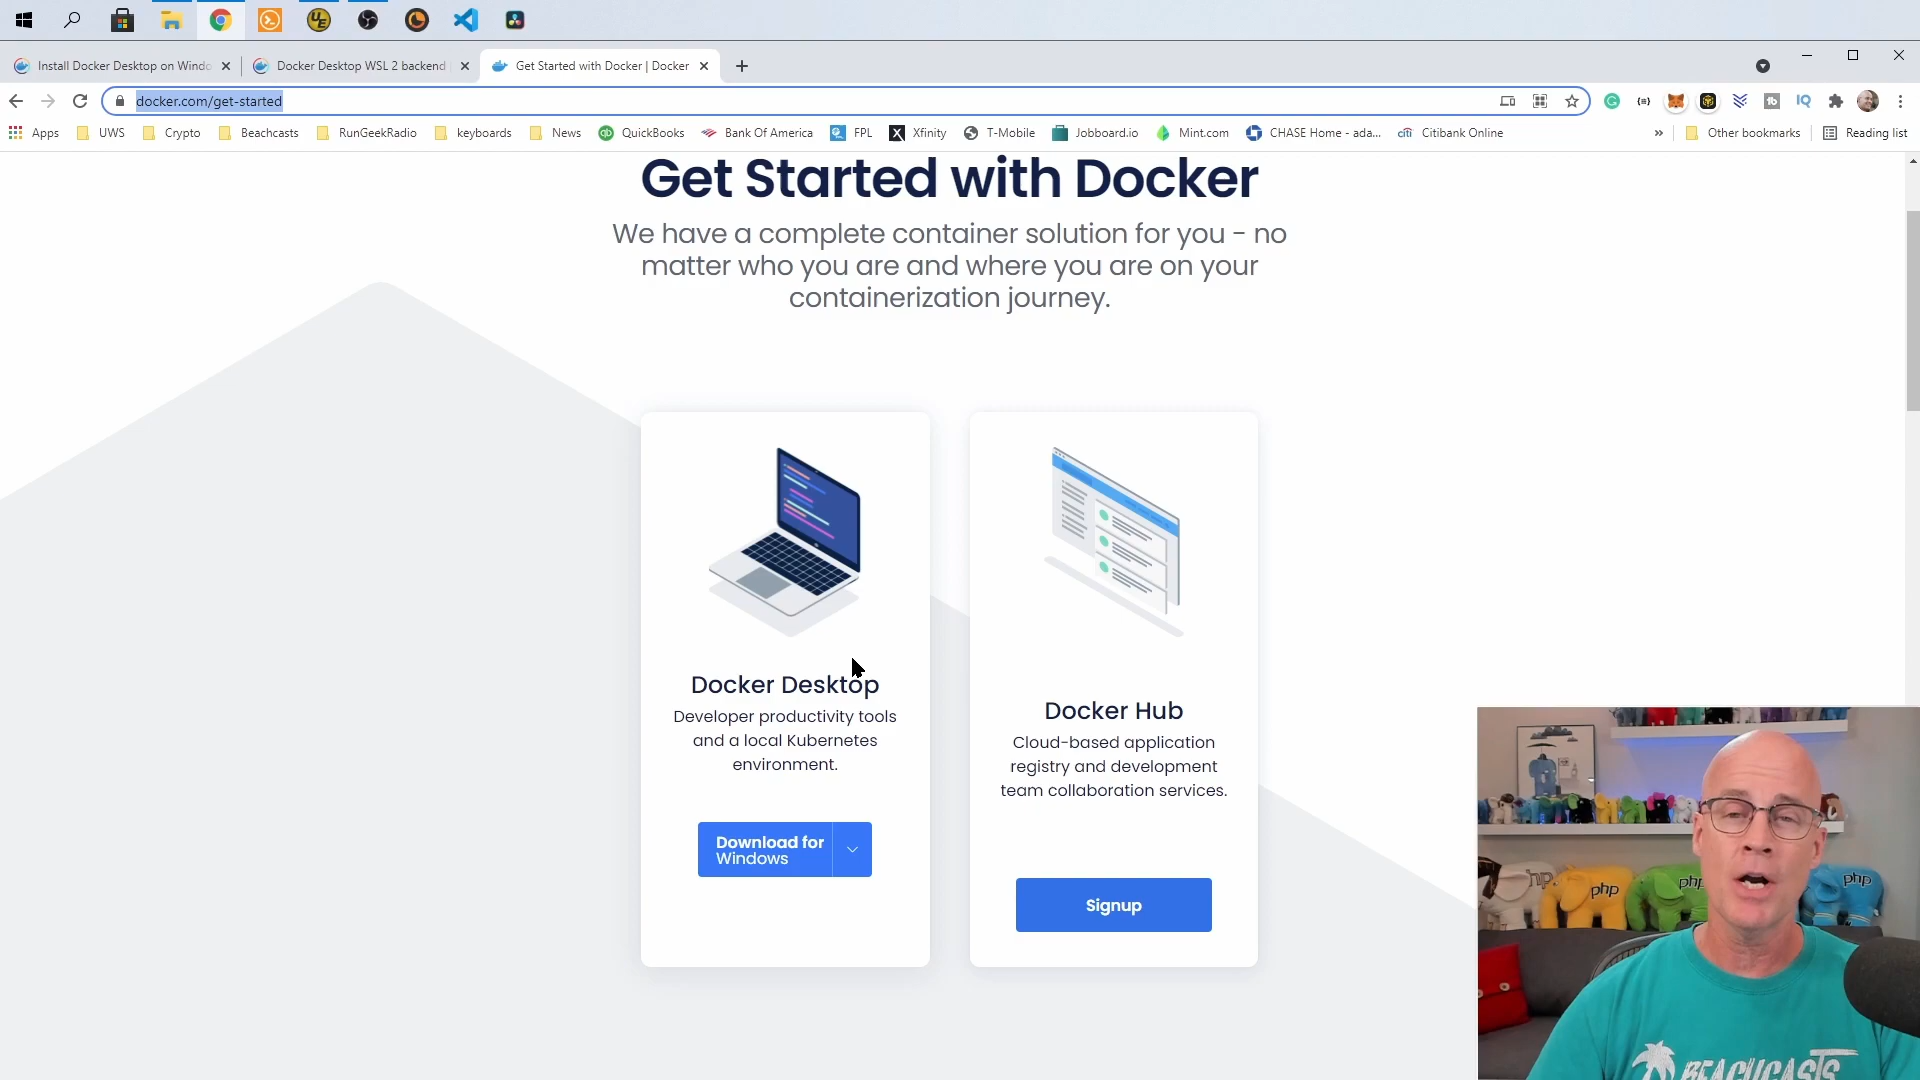 Install Docker Desktop on Windo
Docker Desktop WSL 2 backend
Get Started with Docker | Docker
docker.com/get-started
Apps
UWS
Crypto
Beachcasts
RunGeekRadio
keyboards
News
QuickBooks
Bank Of America
FPL
Xfinity
T-Mobile
Jobboard.io
Mint.com
CHASE Home - ada...
Citibank Online
Other bookmarks
Reading list
Get Started with Docker
We have a complete container solution for you - no
matter who you are and where you are on your
containerization journey.
Docker Desktop
Developer productivity tools
and a local Kubernetes
environment.
Download for
Windows
Docker Hub
Cloud-based application
registry and development
team collaboration services.
Signup
php
php
php
php
BEACHCASTS